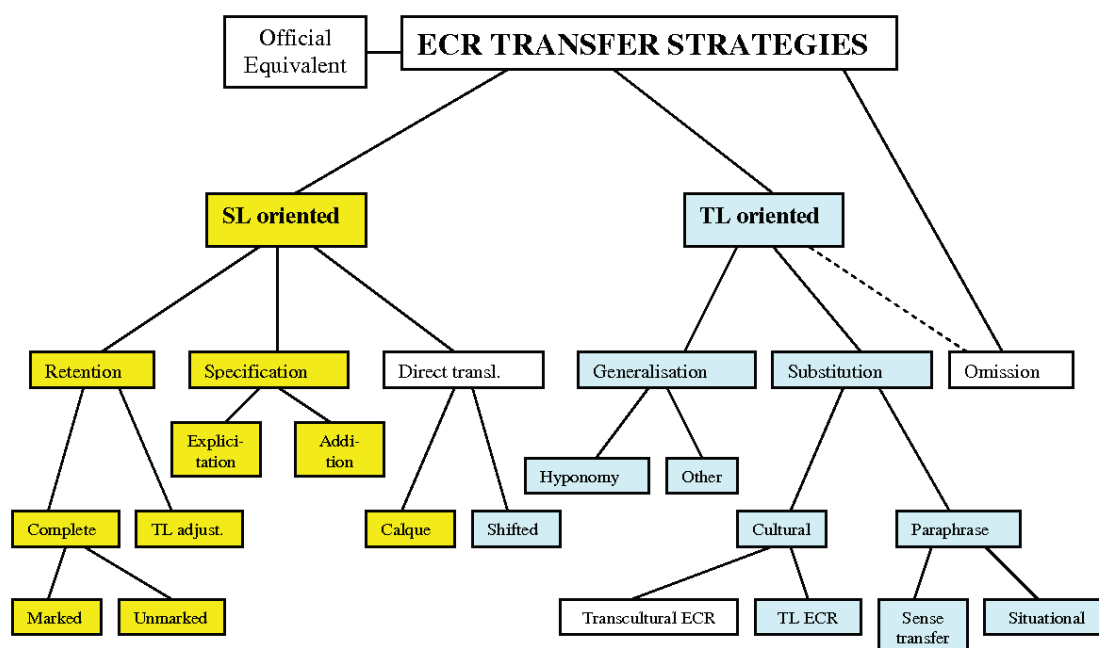 Official
Equivalent
ECR TRANSFER STRATEGIES
SL oriented
TL oriented
Retention
Specification
Direct transl.
Generalisation
Substitution
Omission
Explici-
tation
Addi-
tion
Hyponomy
Other
Complete
TL adjust.
Calque
Shifted
Cultural
Paraphrase
Marked
Unmarked
Transcultural ECR
TL ECR
Sense
transfer
Situational